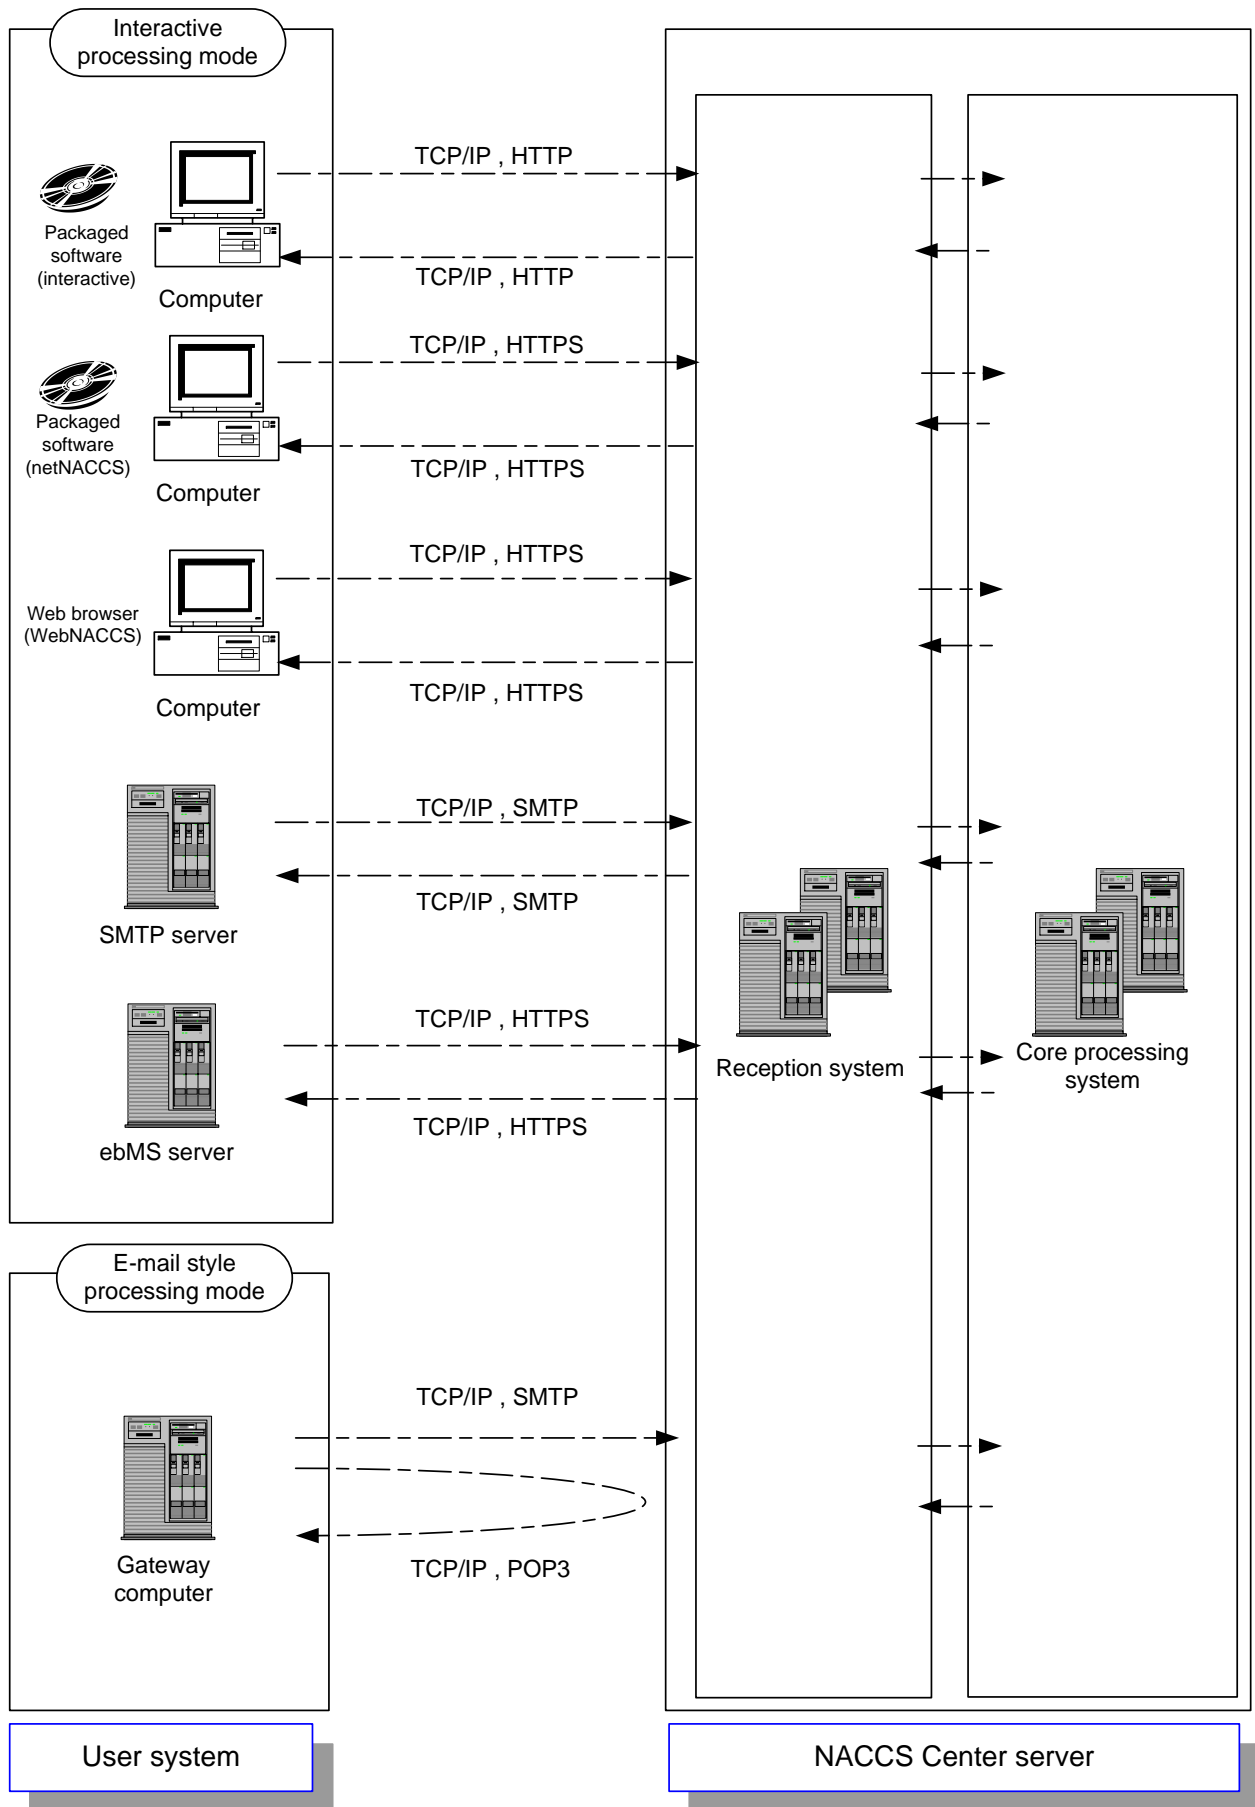 Interactive
processing mode
TCP/IP , HTTP
Packaged
software
(interactive)
TCP/IP , HTTP
Computer
TCP/IP , HTTPS
Packaged
software
(netNACCS)
TCP/IP , HTTPS
Computer
TCP/IP , HTTPS
Web browser
(WebNACCS)
TCP/IP , HTTPS
Computer
TCP/IP , SMTP
TCP/IP , SMTP
SMTP server
TCP/IP , HTTPS
Reception system
Core processing
system
TCP/IP , HTTPS
ebMS server
E-mail style
processing mode
TCP/IP , SMTP
Gateway
computer
TCP/IP , POP3
User system
NACCS Center server